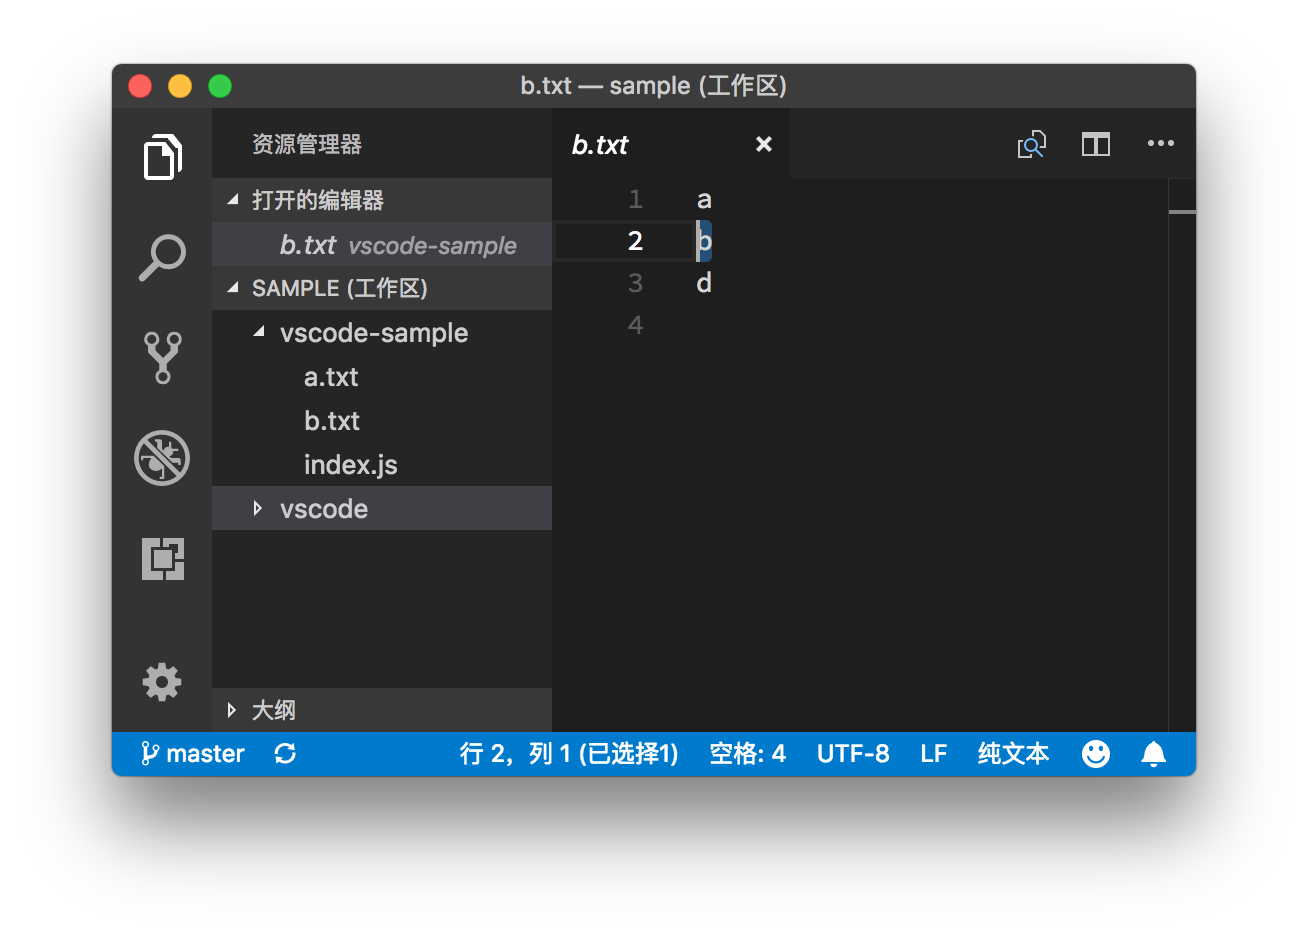 b.txt — sample (工作区)
资源管理器
打开的编辑器
b.txt vscode-sample
SAMPLE (工作区)
vscode-sample
a.txt
b.txt
index.js
vscode
大纲
b.txt
1 a
2 b
3 d
4
master
行 2，列 1 (已选择1)
空格: 4
UTF-8
LF
纯文本